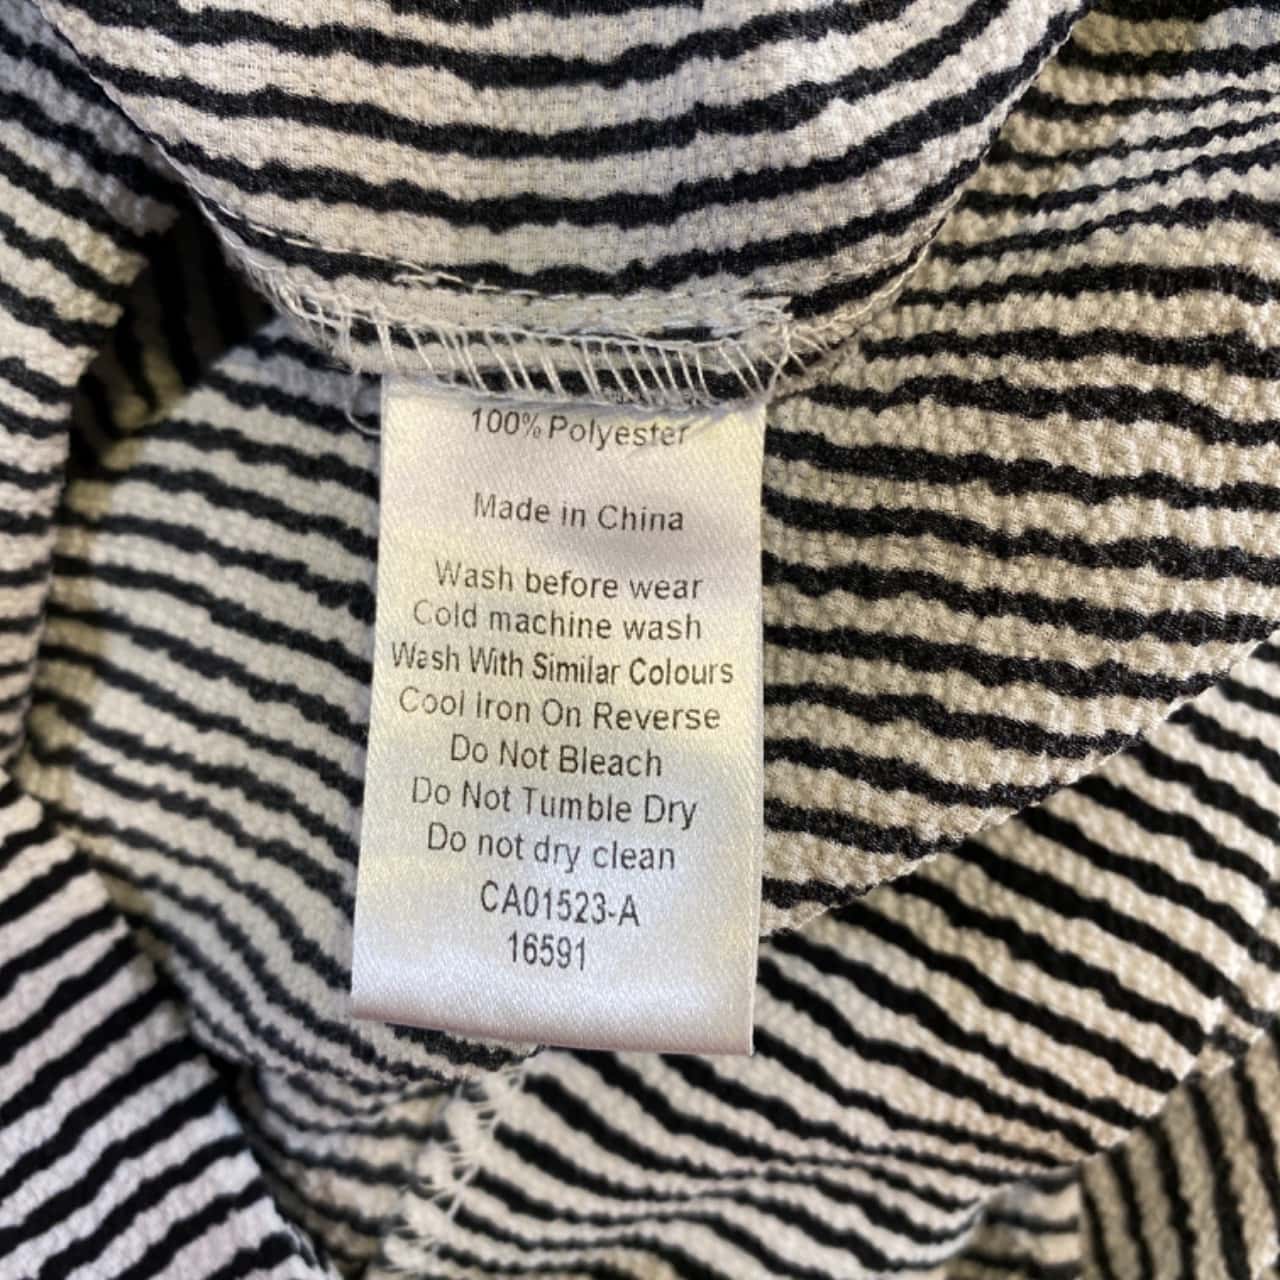 100% Polyester
Made in China
Wash before wear
Cold machine wash
Wash With Similar Colours
Cool Iron On Reverse
Do Not Bleach
Do Not Tumble Dry
Do not dry clean
CA01523-A
16591